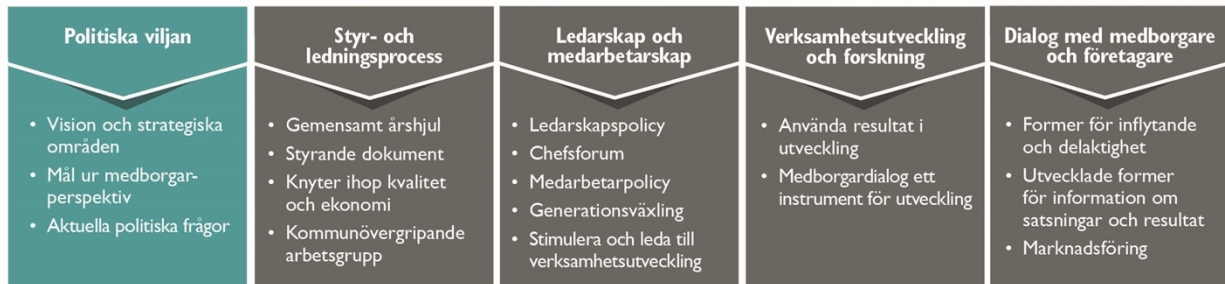 Politiska viljan
• Vision och strategiska
områden
• Mål ur medborgar-
perspektiv
• Aktuella politiska frågor
Styr- och
ledningsprocess
• Gemensamt årshjul
• Styrande dokument
• Knyter ihop kvalitet
och ekonomi
• Kommunövergripande
arbetsgrupp
Ledarskap och
medarbetarskap
• Ledarskapspolicy
• Chefsforum
• Medarbetarpolicy
• Generationsväxling
• Stimulera och leda till
verksamhetsutveckling
Verksamhetsutveckling
och forskning
• Använda resultat i
utveckling
• Medborgardialog ett
instrument för utveckling
Dialog med medborgare
och företagare
• Former för inflytande
och delaktighet
• Utvecklade former
för information om
satsningar och resultat
• Marknadsföring